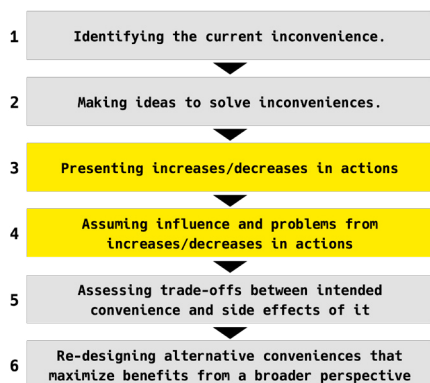 1 Identifying the current inconvenience.
2 Making ideas to solve inconveniences.
3 Presenting increases/decreases in actions
4 Assuming influence and problems from
increases/decreases in actions
5 Assessing trade-offs between intended
convenience and side effects of it
6 Re-designing alternative conveniences that
maximize benefits from a broader perspective